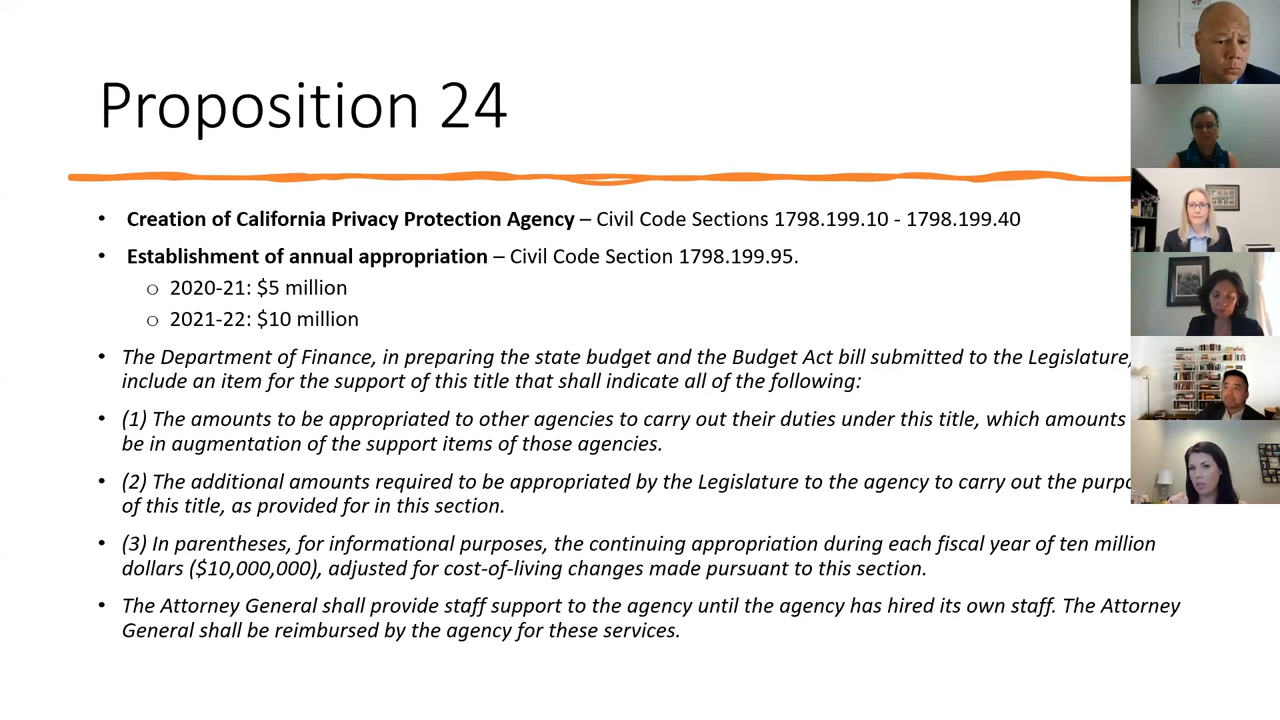 Proposition 24
• Creation of California Privacy Protection Agency – Civil Code Sections 1798.199.10 - 1798.199.40
• Establishment of annual appropriation – Civil Code Section 1798.199.95.
○ 2020-21: $5 million
○ 2021-22: $10 million
• The Department of Finance, in preparing the state budget and the Budget Act bill submitted to the Legislature,
include an item for the support of this title that shall indicate all of the following:
• (1) The amounts to be appropriated to other agencies to carry out their duties under this title, which amounts
be in augmentation of the support items of those agencies.
• (2) The additional amounts required to be appropriated by the Legislature to the agency to carry out the
of this title, as provided for in this section.
• (3) In parentheses, for informational purposes, the continuing appropriation during each fiscal year of ten million
dollars ($10,000,000), adjusted for cost-of-living changes made pursuant to this section.
• The Attorney General shall provide staff support to the agency until the agency has hired its own staff. The Attorney
General shall be reimbursed by the agency for these services.